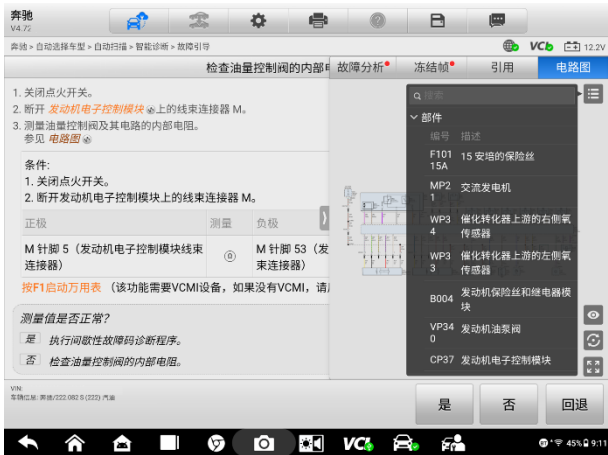 奔驰
V4.72
奔驰 > 自动选择车型 > 自动扫描 > 智能诊断 > 故障引导
VCI 12.2V
检查油量控制阀的内部
故障分析 冻结帧 引用 电路图
1. 关闭点火开关。
2. 断开 发动机电子控制模块 上的线束连接器 M。
3. 测量油量控制阀及其电路的内部电阻。
参见 电路图
条件:
1. 关闭点火开关。
2. 断开发动机电子控制模块上的线束连接器 M。
正极 测量 负极
M 针脚 5（发动机电子控制模块线束
连接器）
M 针脚 53（发
束连接器）
按F1启动万用表 （该功能需要VCMI设备，如果没有VCMI，请
测量值是否正常?
是 执行间歇性故障码诊断程序。
否 检查油量控制阀的内部电阻。
搜索
部件
编号 描述
F101
15A
15 安培的保险丝
MP2
1
交流发电机
WP3
4
催化转化器上游的右侧氧
传感器
WP3
3
催化转化器上游的左侧氧
传感器
B004
发动机保险丝和继电器模
块
VP34
0
发动机油泵阀
CP37 发动机电子控制模块
VIN:
车辆信息: 奔驰/222.082 S (222) 汽油
是 否 回退
VCI
45% 9:11